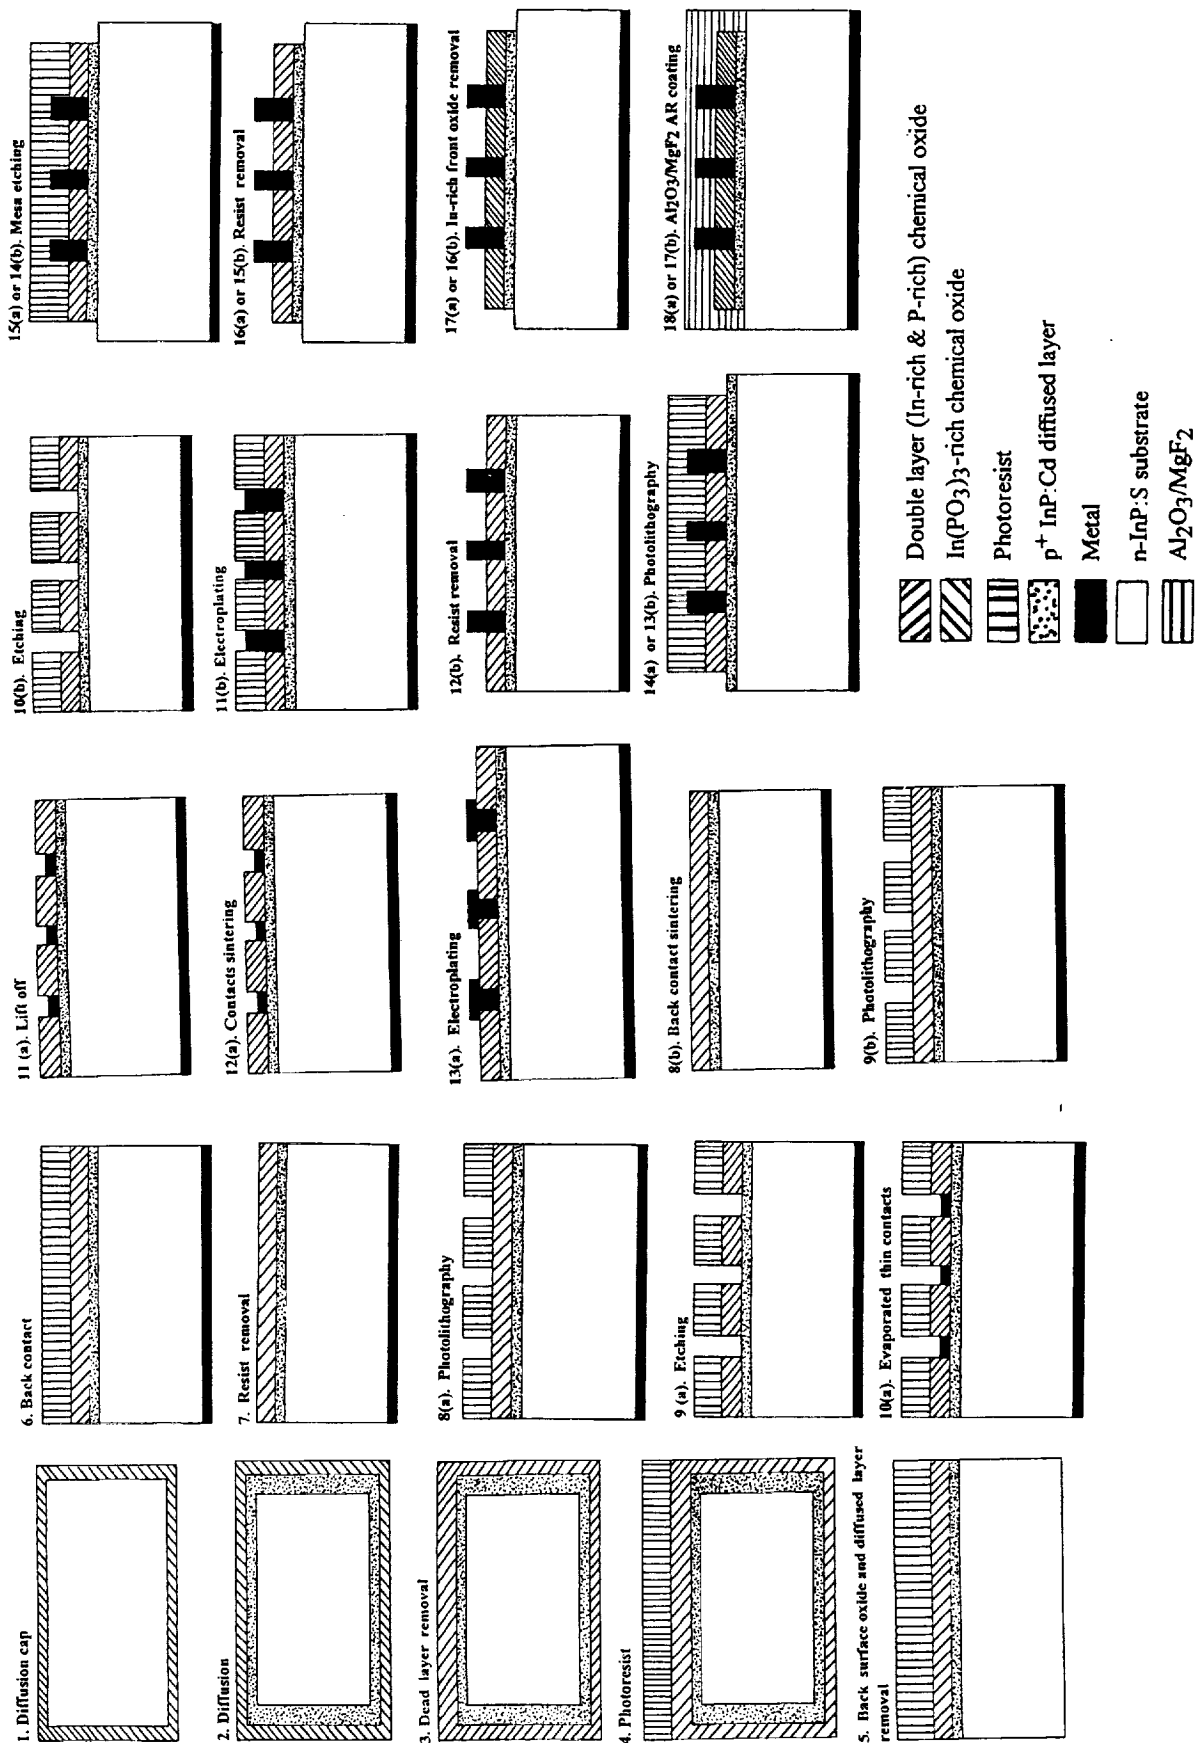 1. Diffusion cap
2. Diffusion
3. Dead layer removal
4. Photoresist
5. Back surface oxide and diffused layer
removal
6. Back contact
7. Resist removal
8(a). Photolithography
9 (a). Etching
10(a). Evaporated thin contacts
11 (a). Lift off
12(a). Contacts sintering
13(a). Electroplating
8(b). Back contact sintering
9(b). Photolithography
10(b). Etching
11(b). Electroplating
12(b). Resist removal
14(a) or 13(b). Photolithography
15(a) or 14(b). Mesa etching
16(a) or 15(b). Resist removal
17(a) or 16(b). In-rich front oxide removal
18(a) or 17(b). Al2O3/MgF2 AR coating
Double layer (In-rich & P-rich) chemical oxide
In(PO3)3-rich chemical oxide
Photoresist
p+ InP:Cd diffused layer
Metal
n-InP:S substrate
Al2O3/MgF2